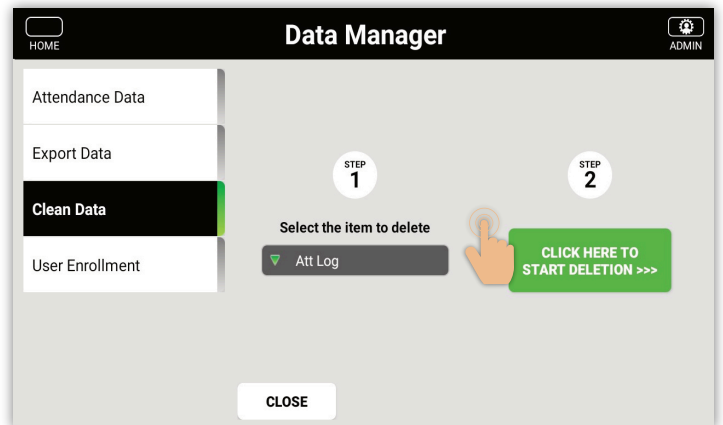 HOME
Data Manager
ADMIN
Attendance Data
Export Data
Clean Data
User Enrollment
STEP
1
Select the item to delete
Att Log
STEP
2
CLICK HERE TO
START DELETION >>>
CLOSE